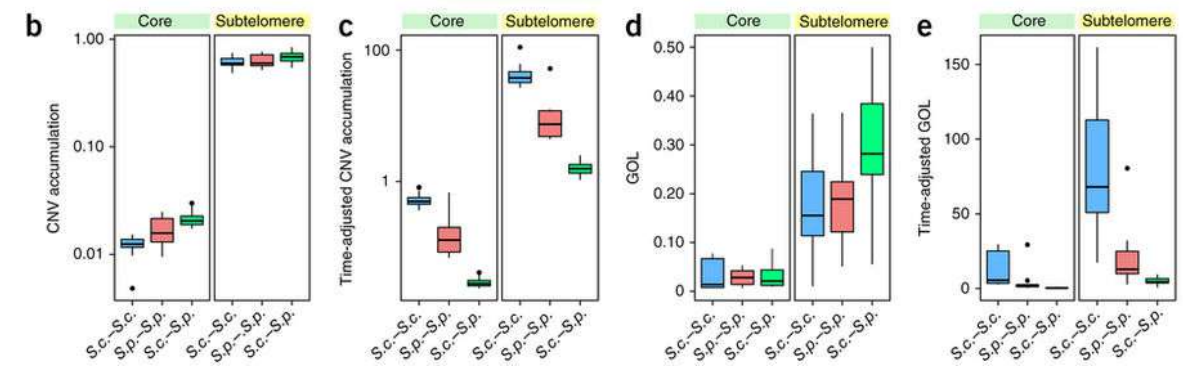 b
Core
Subtelomere
CNV accumulation
1.00
0.10
0.01
S.c.–S.c.
S.p.–S.p.
S.c.–S.p.
S.c.–S.c.
S.p.–.S.p.
S.c.–S.p.
c
Core
Subtelomere
Time-adjusted CNV accumulation
100
1
S.c.–S.c.
S.p.–S.p.
S.c.–S.p.
S.c.–S.c.
S.p.–S.p.
S.c.–S.p.
d
Core
Subtelomere
GOL
0.50
0.40
0.30
0.20
0.10
0
S.c.–S.c.
S.p.–S.p.
S.c.–S.p.
S.c.–S.c.
S.p.–S.p.
S.c.–S.p.
e
Core
Subtelomere
Time-adjusted GOL
150
100
50
0
S.c.–S.c.
S.p.–S.p.
S.c.–S.p.
S.c.–S.c.
S.p.–S.p.
S.c.–S.p.